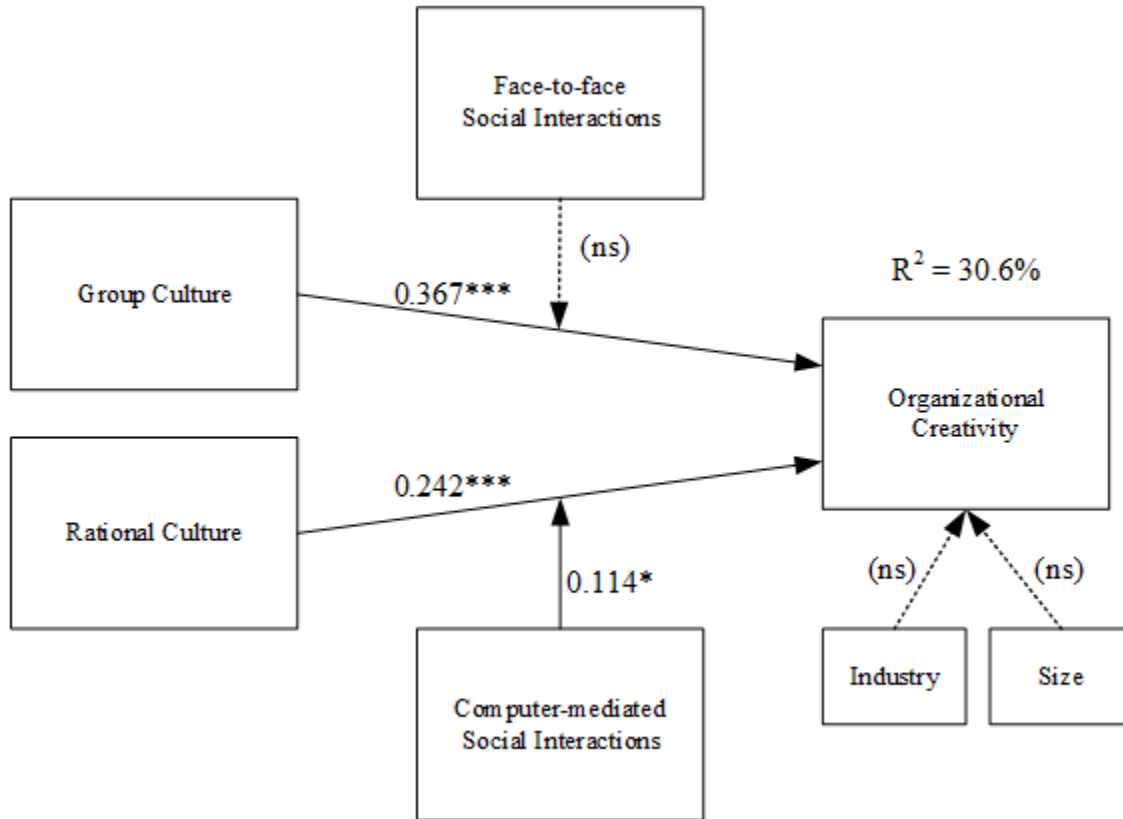 Face-to-face
Social Interactions
(ns)
Group Culture
0.367***
R² = 30.6%
Organizational
Creativity
Rational Culture
0.242***
0.114*
(ns)
(ns)
Computer-mediated
Social Interactions
Industry
Size